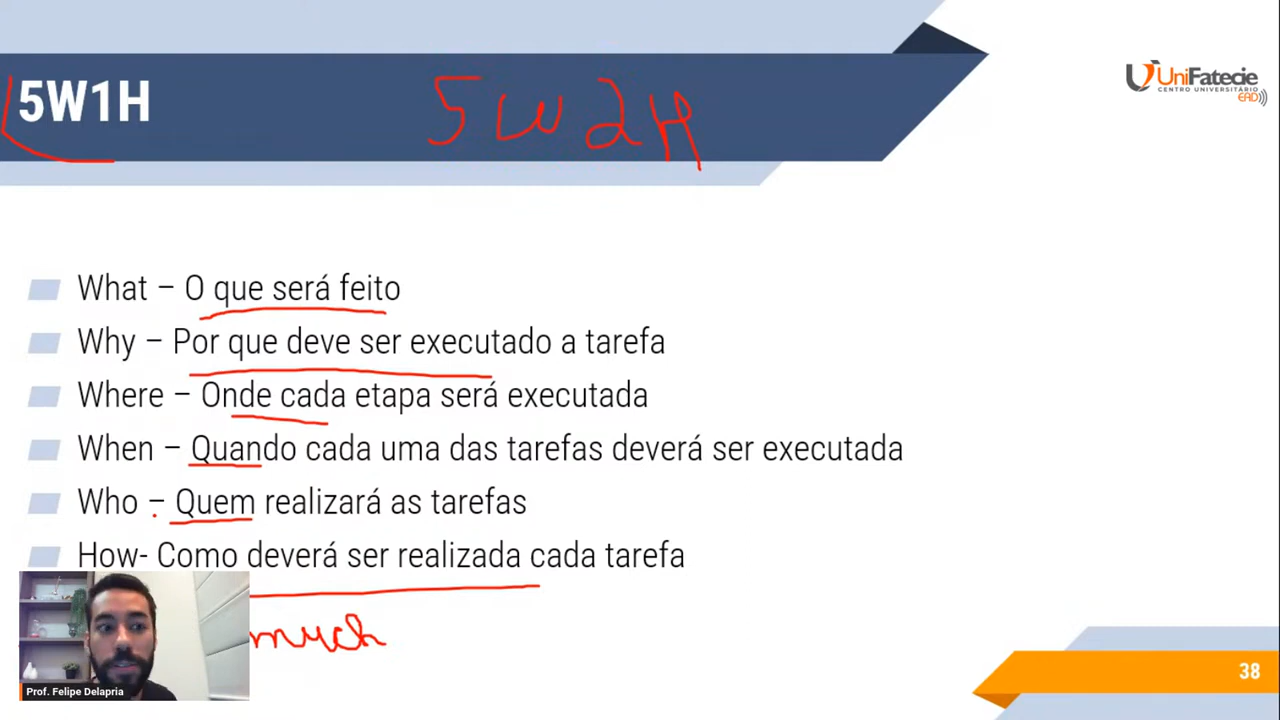 5W1H
5W2H
UniFatecie
CENTRO UNIVERSITÁRIO
EAD
What – O que será feito
Why – Por que deve ser executado a tarefa
Where – Onde cada etapa será executada
When – Quando cada uma das tarefas deverá ser executada
Who – Quem realizará as tarefas
How- Como deverá ser realizada cada tarefa
much
Prof. Felipe Delapria
38